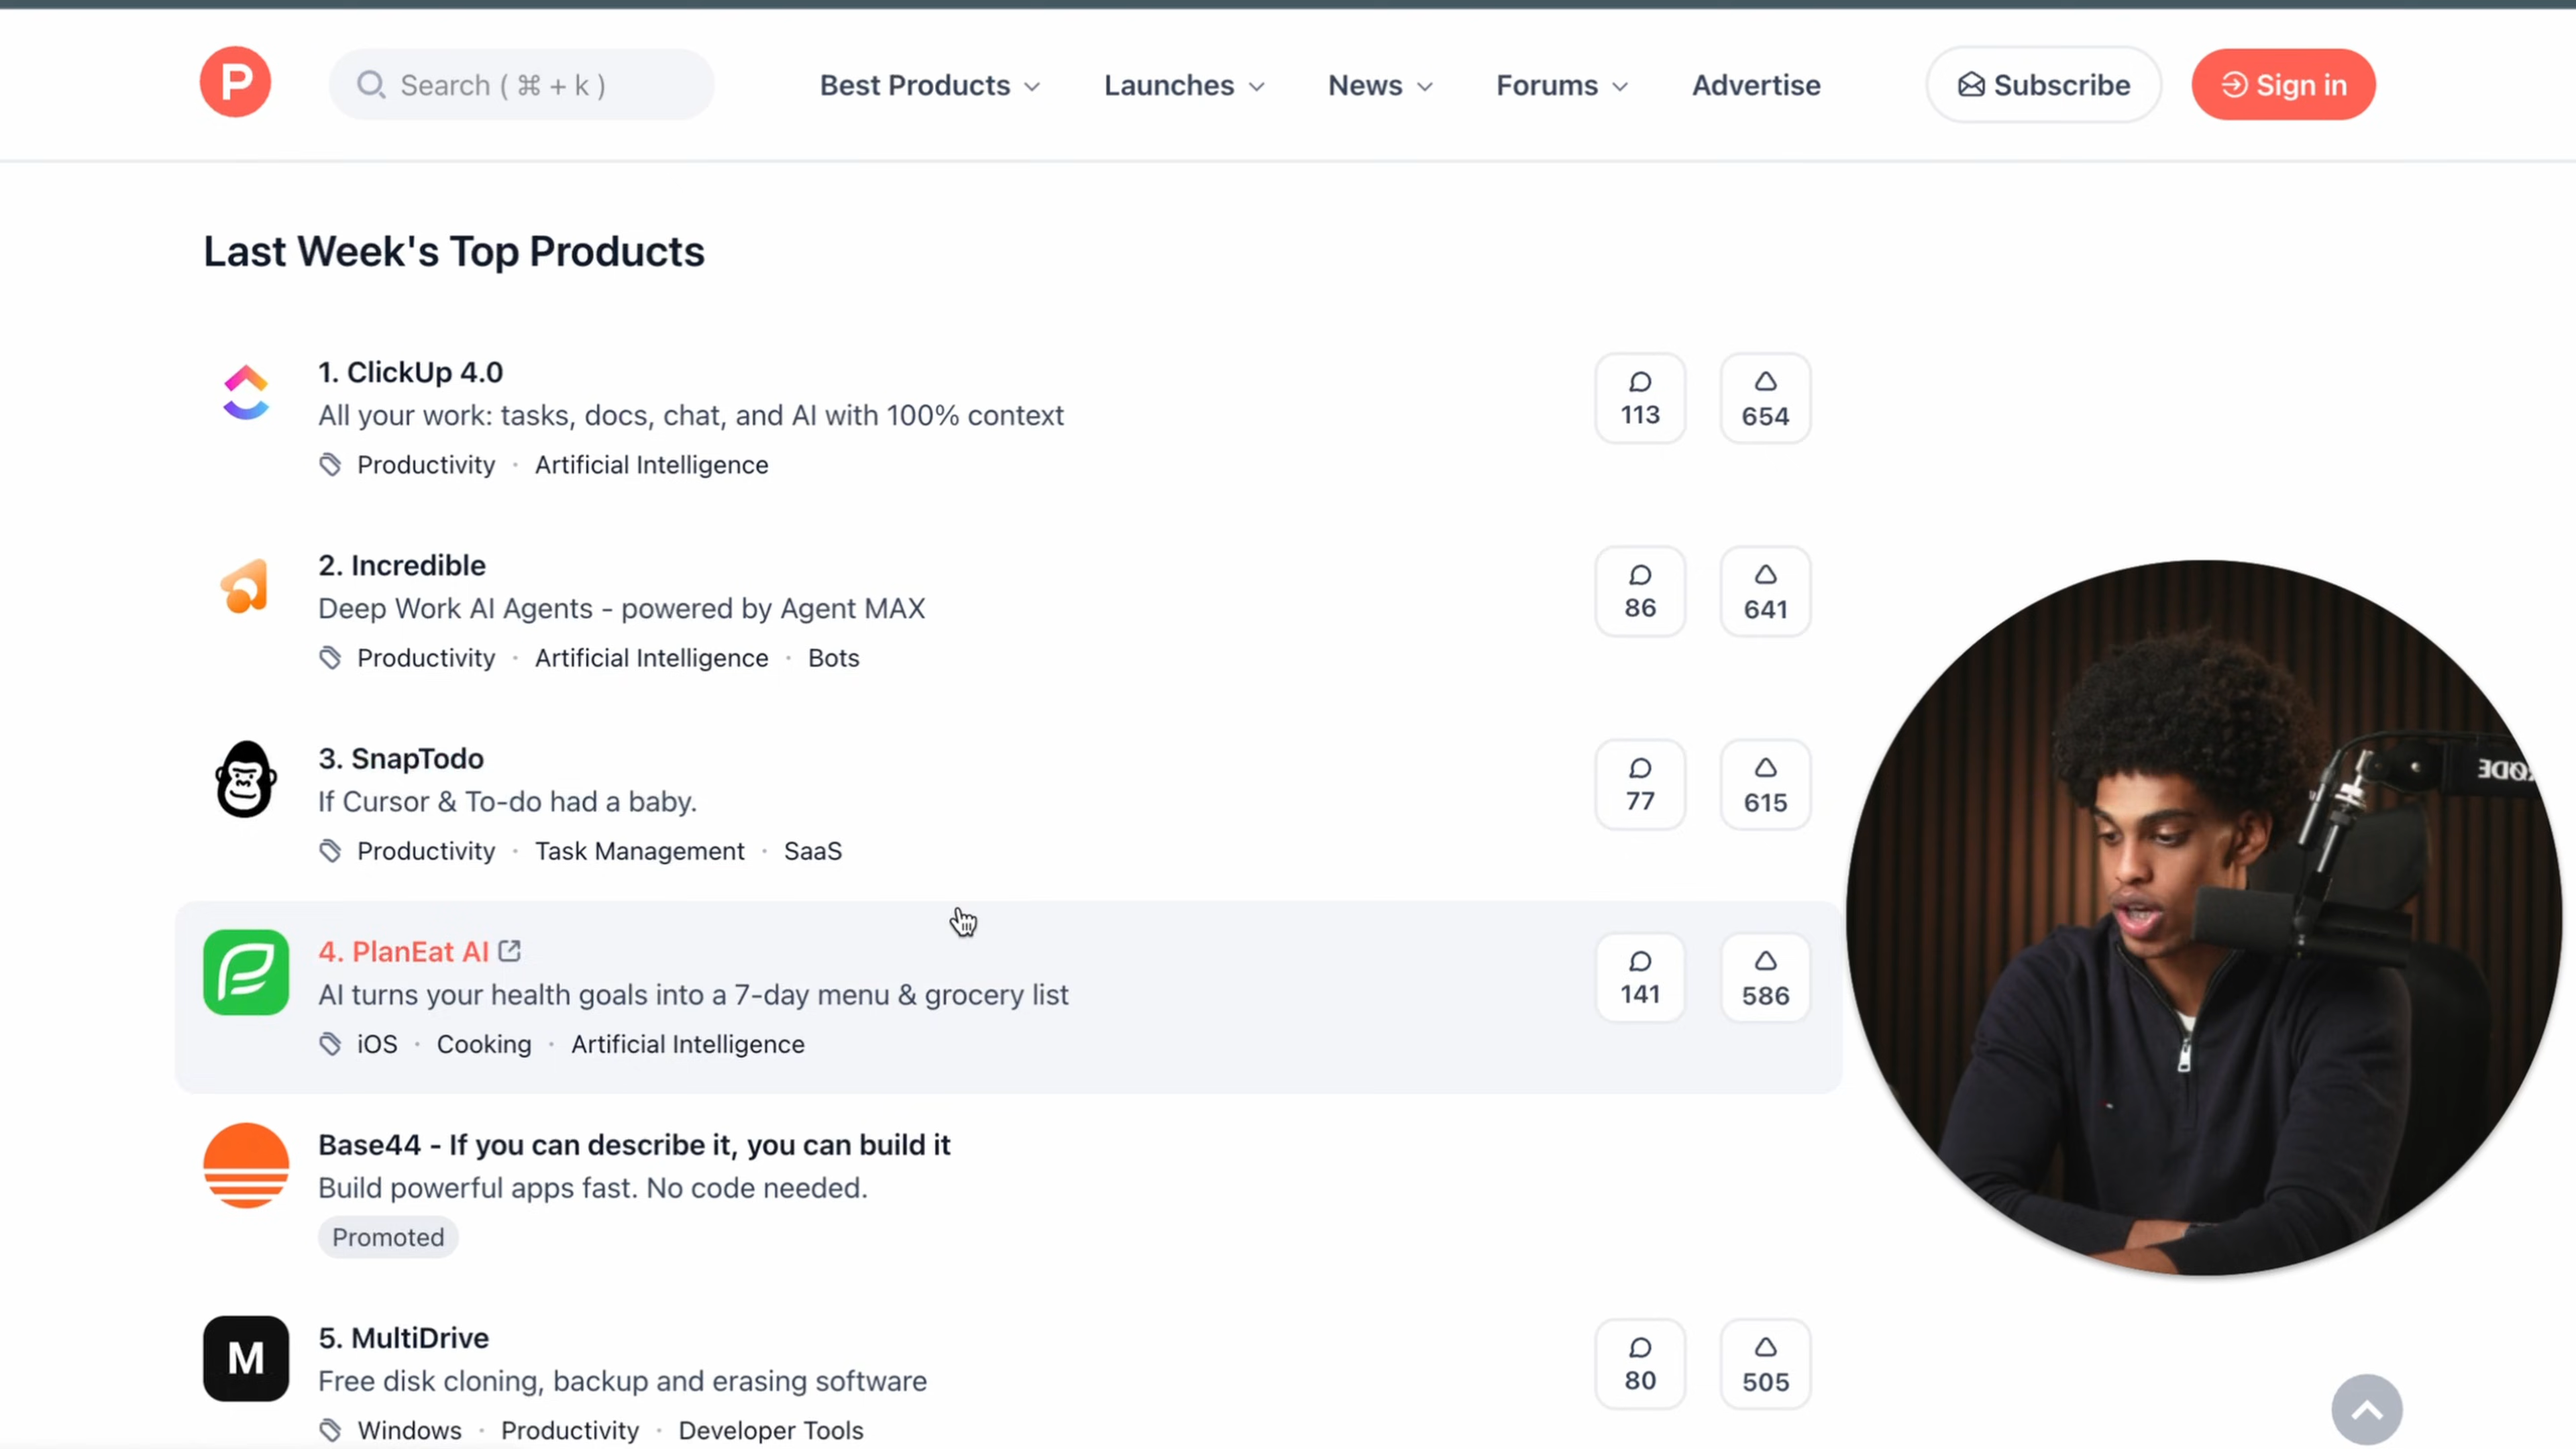 P
Search ( ⌘ + k )
Best Products
Launches
News
Forums
Advertise
Subscribe
Sign in
Last Week's Top Products
1. ClickUp 4.0
All your work: tasks, docs, chat, and AI with 100% context
Productivity · Artificial Intelligence
113
654
2. Incredible
Deep Work AI Agents - powered by Agent MAX
Productivity · Artificial Intelligence · Bots
86
641
3. SnapTodo
If Cursor & To-do had a baby.
Productivity · Task Management · SaaS
77
615
4. PlanEat AI
AI turns your health goals into a 7-day menu & grocery list
iOS · Cooking · Artificial Intelligence
141
586
Base44 - If you can describe it, you can build it
Build powerful apps fast. No code needed.
Promoted
M
5. MultiDrive
Free disk cloning, backup and erasing software
Windows · Productivity · Developer Tools
80
505